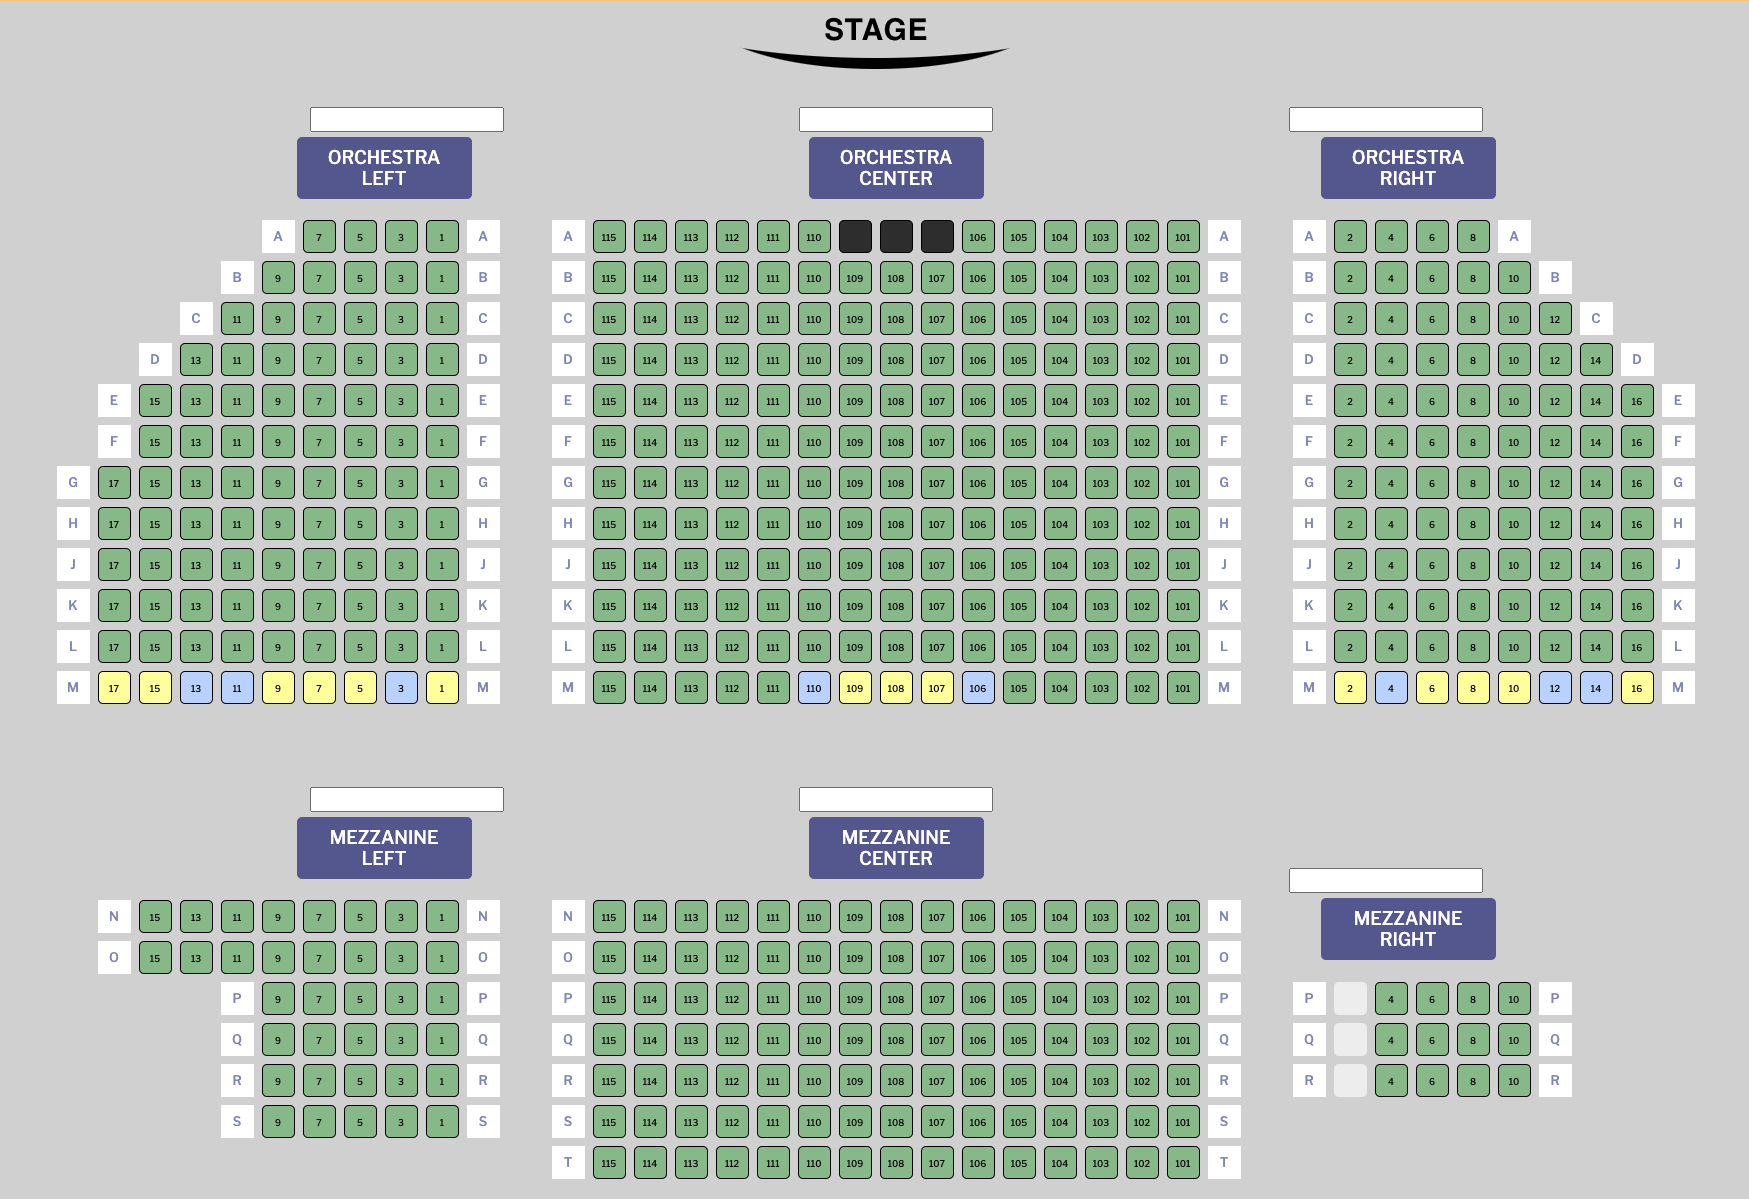 STAGE
ORCHESTRA
LEFT
ORCHESTRA
CENTER
ORCHESTRA
RIGHT
A 7 5 3 1 A A 115 114 113 112 111 110 106 105 104 103 102 101 A A 2 4 6 8 A
B 9 7 5 3 1 B B 115 114 113 112 111 110 109 108 107 106 105 104 103 102 101 B B 2 4 6 8 10 B
C 11 9 7 5 3 1 C C 115 114 113 112 111 110 109 108 107 106 105 104 103 102 101 C C 2 4 6 8 10 12 C
D 13 11 9 7 5 3 1 D D 115 114 113 112 111 110 109 108 107 106 105 104 103 102 101 D D 2 4 6 8 10 12 14 D
E 15 13 11 9 7 5 3 1 E E 115 114 113 112 111 110 109 108 107 106 105 104 103 102 101 E E 2 4 6 8 10 12 14 16 E
F 15 13 11 9 7 5 3 1 F F 115 114 113 112 111 110 109 108 107 106 105 104 103 102 101 F F 2 4 6 8 10 12 14 16 F
G 17 15 13 11 9 7 5 3 1 G G 115 114 113 112 111 110 109 108 107 106 105 104 103 102 101 G G 2 4 6 8 10 12 14 16 G
H 17 15 13 11 9 7 5 3 1 H H 115 114 113 112 111 110 109 108 107 106 105 104 103 102 101 H H 2 4 6 8 10 12 14 16 H
J 17 15 13 11 9 7 5 3 1 J J 115 114 113 112 111 110 109 108 107 106 105 104 103 102 101 J J 2 4 6 8 10 12 14 16 J
K 17 15 13 11 9 7 5 3 1 K K 115 114 113 112 111 110 109 108 107 106 105 104 103 102 101 K K 2 4 6 8 10 12 14 16 K
L 17 15 13 11 9 7 5 3 1 L L 115 114 113 112 111 110 109 108 107 106 105 104 103 102 101 L L 2 4 6 8 10 12 14 16 L
M 17 15 13 11 9 7 5 3 1 M M 115 114 113 112 111 110 109 108 107 106 105 104 103 102 101 M M 2 4 6 8 10 12 14 16 M
MEZZANINE
LEFT
MEZZANINE
CENTER
MEZZANINE
RIGHT
N 15 13 11 9 7 5 3 1 N N 115 114 113 112 111 110 109 108 107 106 105 104 103 102 101 N
O 15 13 11 9 7 5 3 1 O O 115 114 113 112 111 110 109 108 107 106 105 104 103 102 101 O
P 9 7 5 3 1 P P 115 114 113 112 111 110 109 108 107 106 105 104 103 102 101 P P 4 6 8 10 P
Q 9 7 5 3 1 Q Q 115 114 113 112 111 110 109 108 107 106 105 104 103 102 101 Q Q 4 6 8 10 Q
R 9 7 5 3 1 R R 115 114 113 112 111 110 109 108 107 106 105 104 103 102 101 R R 4 6 8 10 R
S 9 7 5 3 1 S S 115 114 113 112 111 110 109 108 107 106 105 104 103 102 101 S
T 115 114 113 112 111 110 109 108 107 106 105 104 103 102 101 T